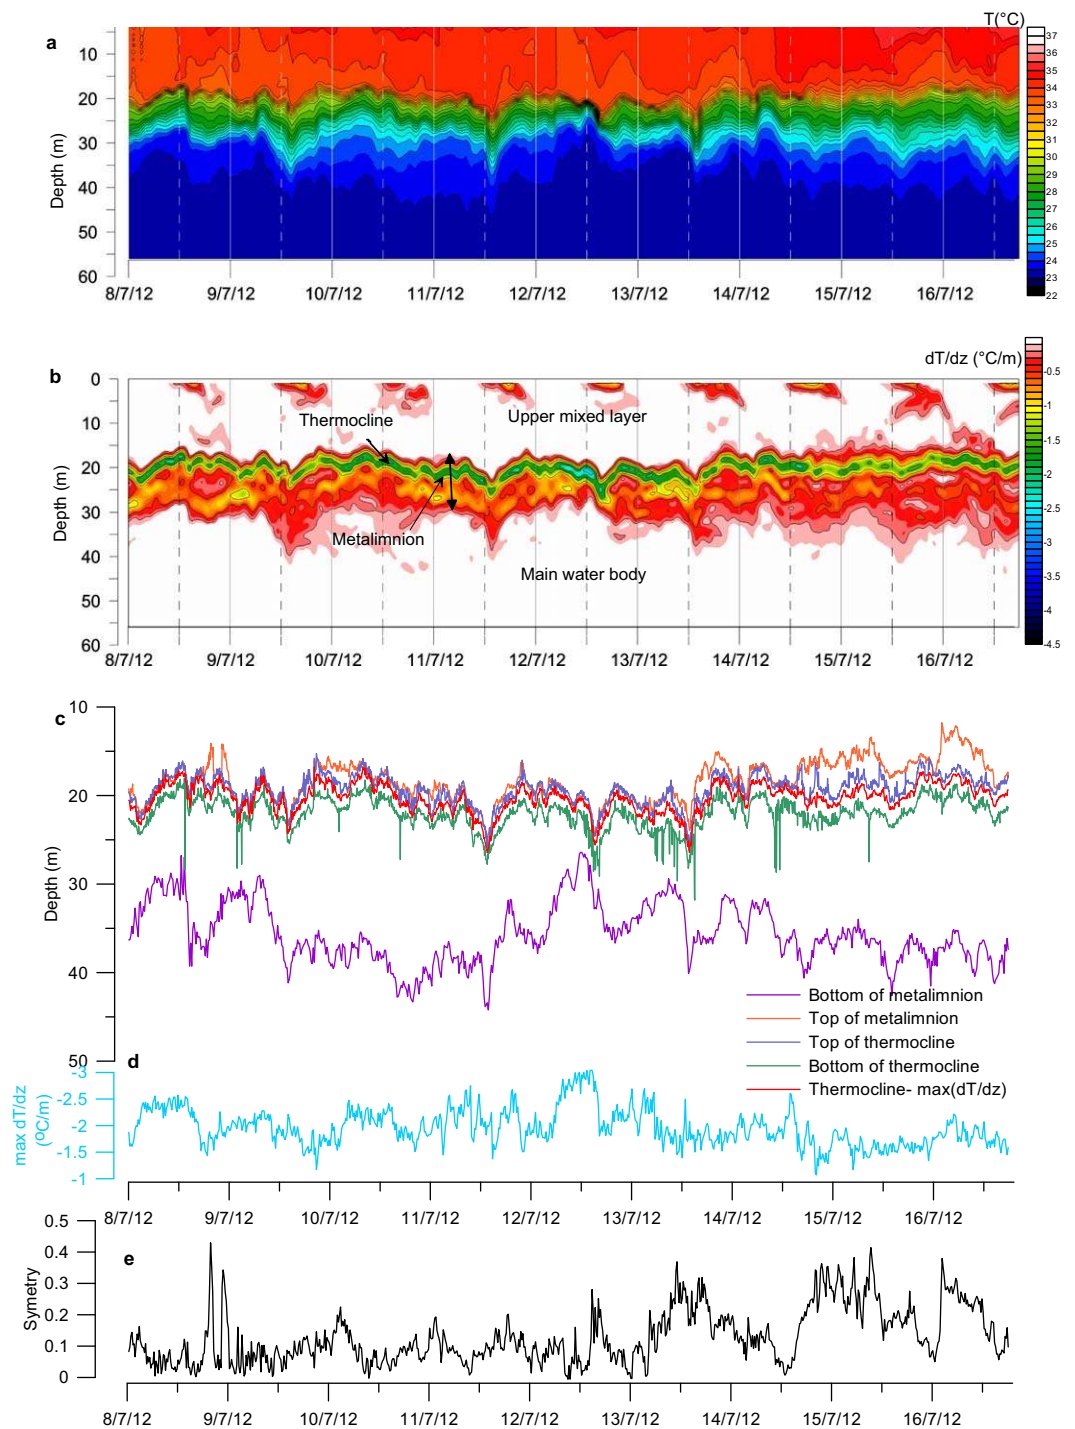 T(°C)
a
10
20
30
40
50
60
Depth (m)
8/7/12 9/7/12 10/7/12 11/7/12 12/7/12 13/7/12 14/7/12 15/7/12 16/7/12
37
36
35
34
33
32
31
30
29
28
27
26
25
24
23
22
dT/dz (°C/m)
b
0
10
20
30
40
50
60
Depth (m)
Thermocline
Upper mixed layer
Metalimnion
Main water body
8/7/12 9/7/12 10/7/12 11/7/12 12/7/12 13/7/12 14/7/12 15/7/12 16/7/12
-0.5
-1
-1.5
-2
-2.5
-3
-3.5
-4
-4.5
c
10
20
30
40
50
Depth (m)
Bottom of metalimnion
Top of metalimnion
Top of thermocline
Bottom of thermocline
Thermocline- max(dT/dz)
d
-3
-2.5
-2
-1.5
-1
max dT/dz
(ºC/m)
8/7/12 9/7/12 10/7/12 11/7/12 12/7/12 13/7/12 14/7/12 15/7/12 16/7/12
e
0.5
0.4
0.3
0.2
0.1
0
Symetry
8/7/12 9/7/12 10/7/12 11/7/12 12/7/12 13/7/12 14/7/12 15/7/12 16/7/12